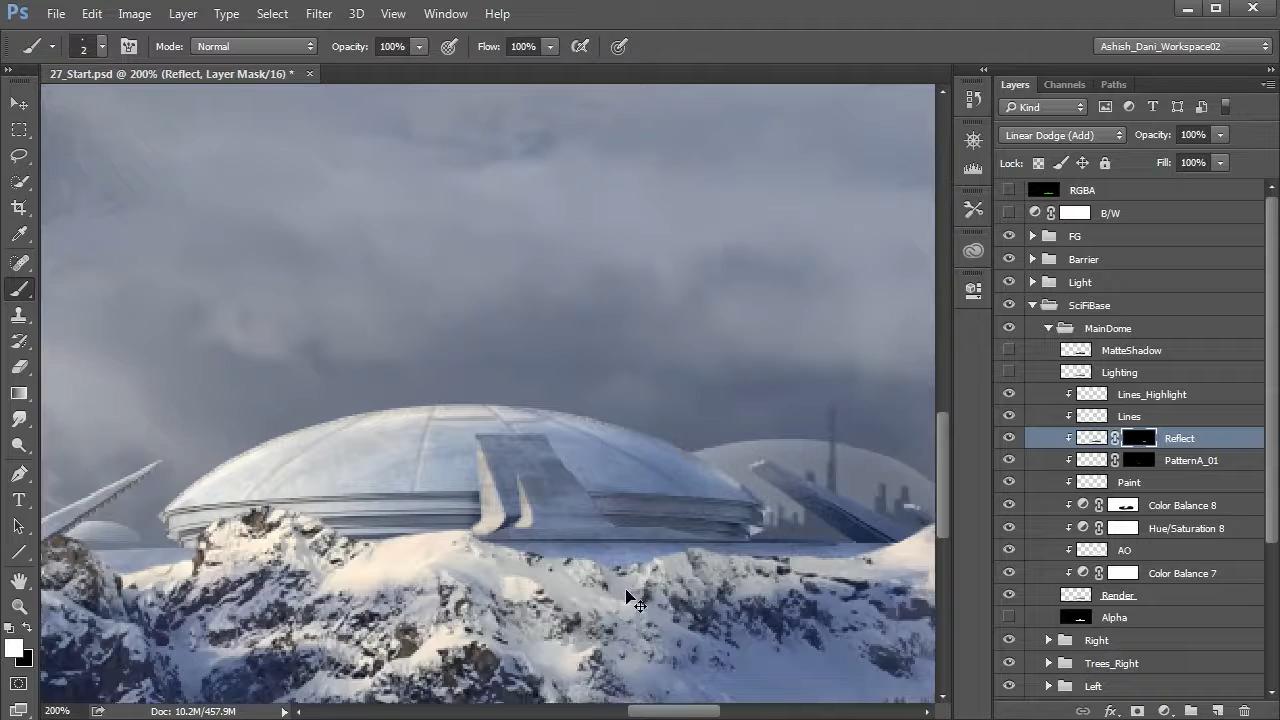 Ps File Edit Image Layer Type Select Filter 3D View Window Help
2 Mode: Normal Opacity: 100% Flow: 100% Ashish_Dani_Workspace02
27_Start.psd @ 200% (Reflect, Layer Mask/16) * ×
Layers Channels Paths
Kind
Linear Dodge (Add) Opacity: 100%
Lock: Fill: 100%
RGBA
B/W
FG
Barrier
Light
SciFiBase
MainDome
MatteShadow
Lighting
Lines_Highlight
Lines
Reflect
PatternA_01
Paint
Color Balance 8
Hue/Saturation 8
AO
Color Balance 7
Render
Alpha
Right
Trees_Right
Left
200% Doc: 10.2M/457.9M